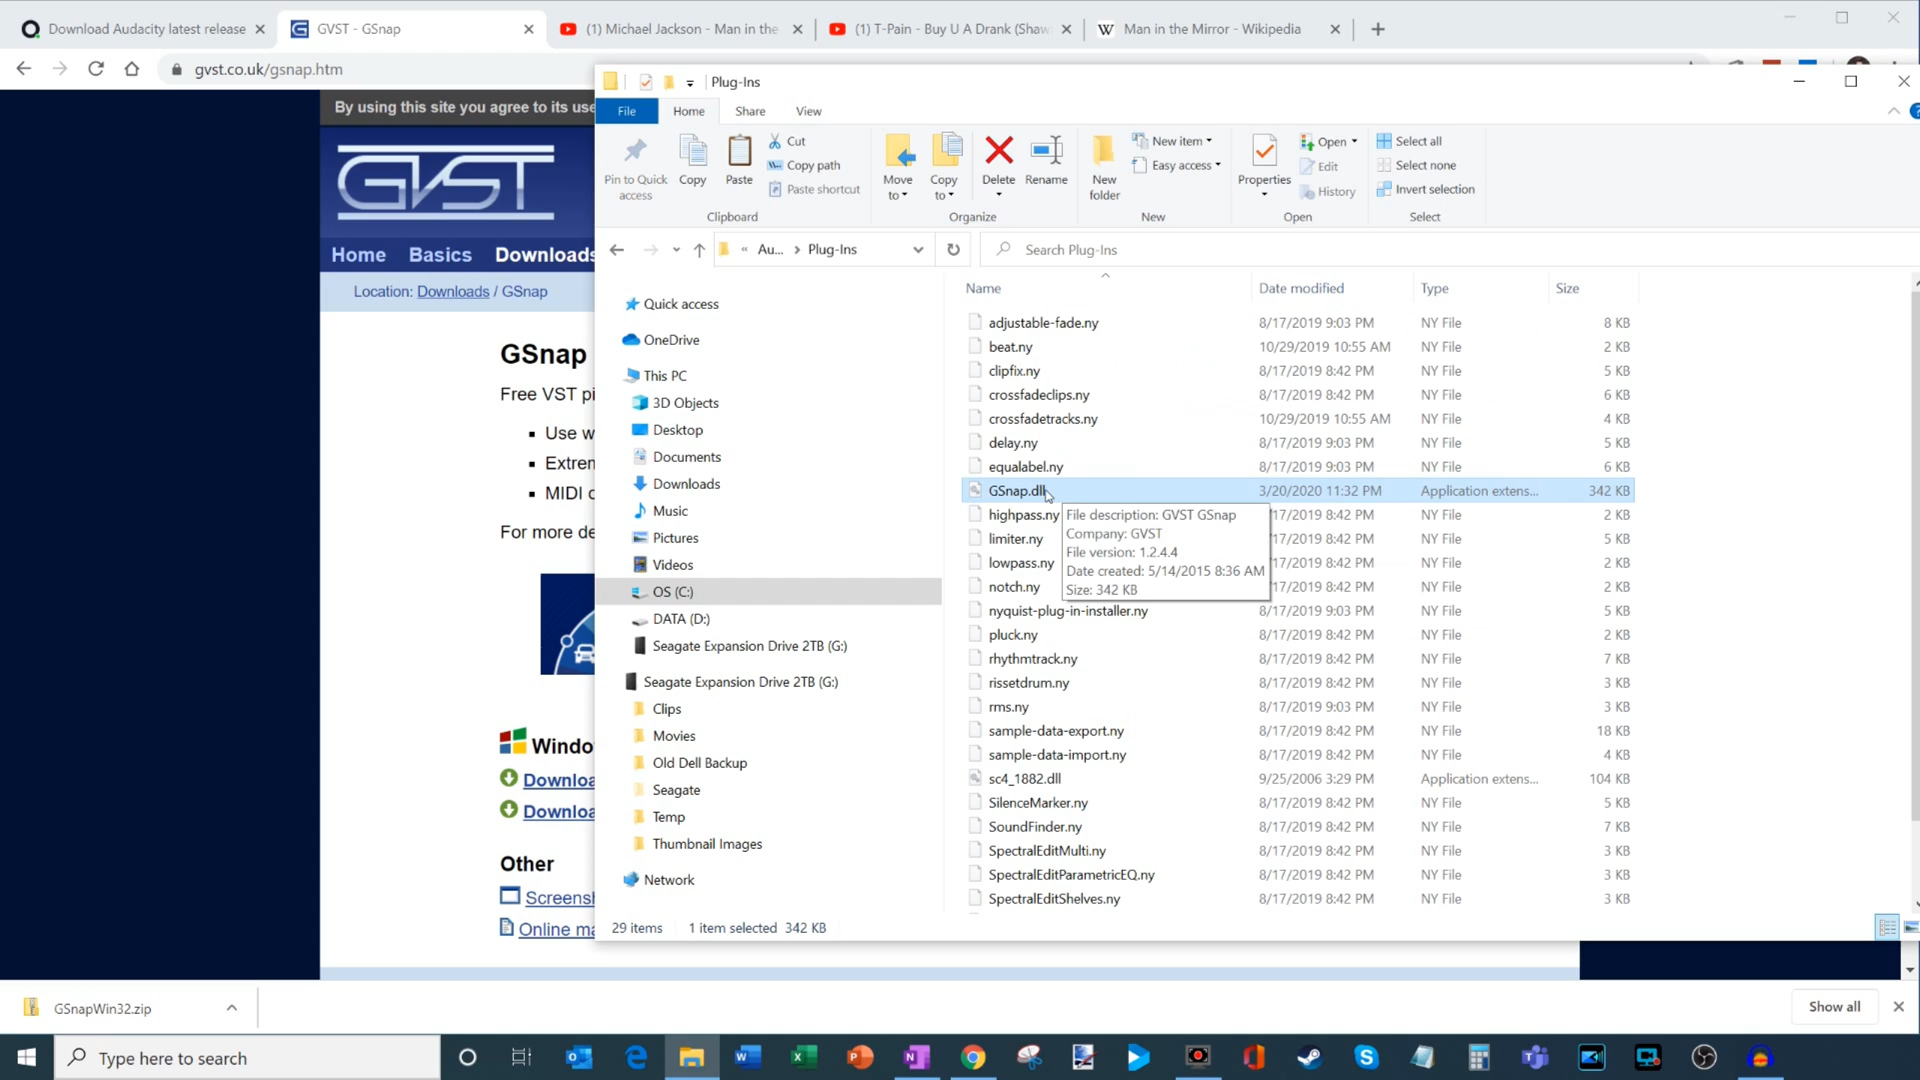 Download Audacity latest release
GVST - GSnap
(1) Michael Jackson - Man in the
(1) T-Pain - Buy U A Drank (Shaw
Man in the Mirror - Wikipedia
gvst.co.uk/gsnap.htm
By using this site you agree to its use
GVST
Home Basics Downloads
Location: Downloads / GSnap
GSnap
Free VST pi
Use w
Extrem
MIDI c
For more de
Windo
Downloa
Downloa
Other
Screensh
Online ma
Plug-Ins
File Home Share View
Pin to Quick access
Copy
Paste
Cut
Copy path
Paste shortcut
Clipboard
Move to
Copy to
Delete
Rename
Organize
New folder
New item
Easy access
New
Properties
Open
Edit
History
Open
Select all
Select none
Invert selection
Select
« Au... > Plug-Ins
Search Plug-Ins
Quick access
OneDrive
This PC
3D Objects
Desktop
Documents
Downloads
Music
Pictures
Videos
OS (C:)
DATA (D:)
Seagate Expansion Drive 2TB (G:)
Seagate Expansion Drive 2TB (G:)
Clips
Movies
Old Dell Backup
Seagate
Temp
Thumbnail Images
Network
Name Date modified Type Size
adjustable-fade.ny 8/17/2019 9:03 PM NY File 8 KB
beat.ny 10/29/2019 10:55 AM NY File 2 KB
clipfix.ny 8/17/2019 8:42 PM NY File 5 KB
crossfadeclips.ny 8/17/2019 8:42 PM NY File 6 KB
crossfadetracks.ny 10/29/2019 10:55 AM NY File 4 KB
delay.ny 8/17/2019 9:03 PM NY File 5 KB
equalabel.ny 8/17/2019 9:03 PM NY File 6 KB
GSnap.dll 3/20/2020 11:32 PM Application extens... 342 KB
highpass.ny /17/2019 8:42 PM NY File 2 KB
limiter.ny /17/2019 8:42 PM NY File 5 KB
lowpass.ny /17/2019 8:42 PM NY File 2 KB
notch.ny /17/2019 8:42 PM NY File 2 KB
File description: GVST GSnap
Company: GVST
File version: 1.2.4.4
Date created: 5/14/2015 8:36 AM
Size: 342 KB
nyquist-plug-in-installer.ny 8/17/2019 9:03 PM NY File 5 KB
pluck.ny 8/17/2019 8:42 PM NY File 2 KB
rhythmtrack.ny 8/17/2019 8:42 PM NY File 7 KB
rissetdrum.ny 8/17/2019 8:42 PM NY File 3 KB
rms.ny 8/17/2019 9:03 PM NY File 3 KB
sample-data-export.ny 8/17/2019 8:42 PM NY File 18 KB
sample-data-import.ny 8/17/2019 8:42 PM NY File 4 KB
sc4_1882.dll 9/25/2006 3:29 PM Application extens... 104 KB
SilenceMarker.ny 8/17/2019 8:42 PM NY File 5 KB
SoundFinder.ny 8/17/2019 8:42 PM NY File 7 KB
SpectralEditMulti.ny 8/17/2019 8:42 PM NY File 3 KB
SpectralEditParametricEQ.ny 8/17/2019 8:42 PM NY File 3 KB
SpectralEditShelves.ny 8/17/2019 8:42 PM NY File 3 KB
29 items 1 item selected 342 KB
GSnapWin32.zip
Show all
Type here to search